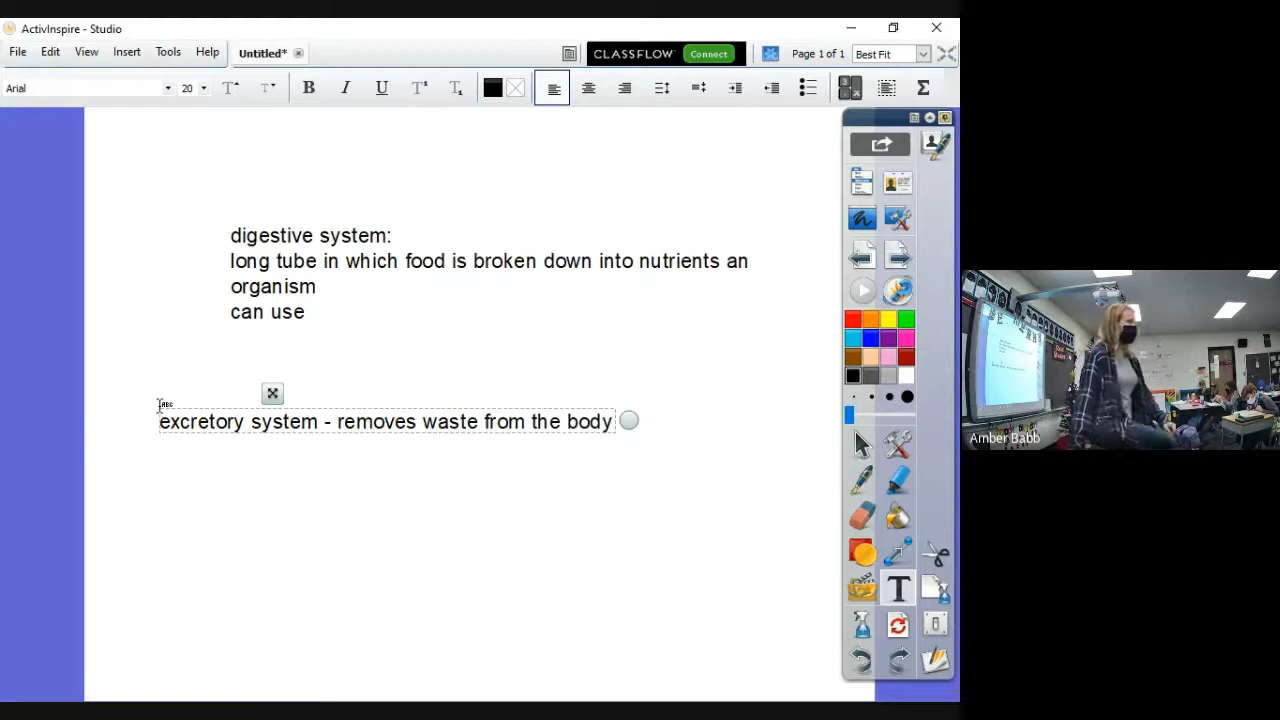 ActivInspire - Studio
File Edit View Insert Tools Help Untitled* CLASSFLOW Connect Page 1 of 1 Best Fit
Arial 20 B I U
digestive system:
long tube in which food is broken down into nutrients an
organism
can use
ABC
excretory system - removes waste from the body
Amber Babb